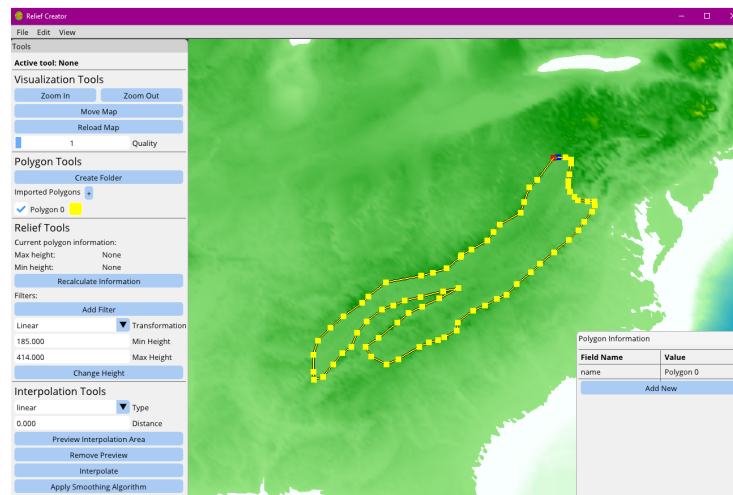 Relief Creator
File Edit View
Tools
Active tool: None
Visualization Tools
Zoom In Zoom Out
Move Map
Reload Map
1 Quality
Polygon Tools
Create Folder
Imported Polygons +
Polygon 0
Relief Tools
Current polygon information:
Max height: None
Min height: None
Recalculate Information
Filters:
Add Filter
Linear Transformation
185.000 Min Height
414.000 Max Height
Change Height
Interpolation Tools
linear Type
0.000 Distance
Preview Interpolation Area
Remove Preview
Interpolate
Apply Smoothing Algorithm
Polygon Information
Field Name Value
name Polygon 0
Add New